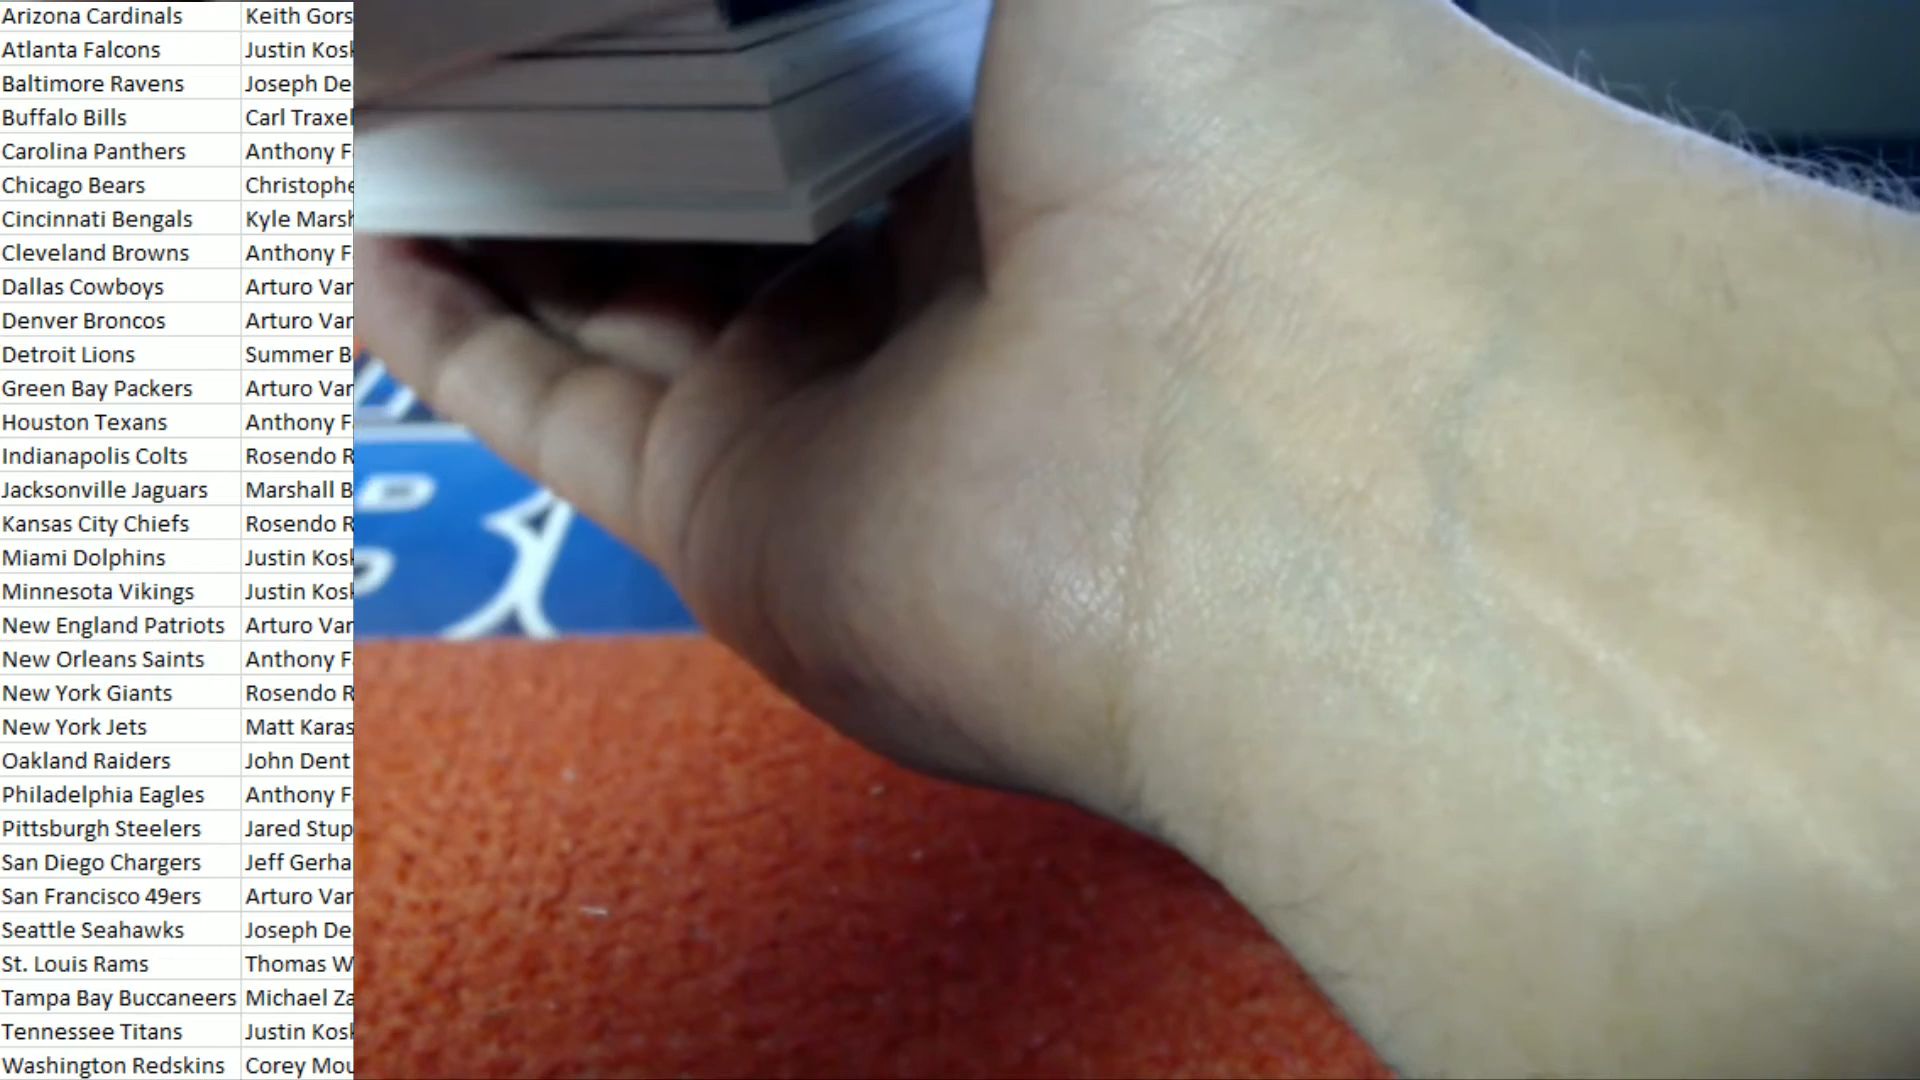 Arizona Cardinals Keith Gors
Atlanta Falcons Justin Kosk
Baltimore Ravens Joseph De
Buffalo Bills Carl Traxel
Carolina Panthers Anthony F
Chicago Bears Christophe
Cincinnati Bengals Kyle Marsh
Cleveland Browns Anthony F
Dallas Cowboys Arturo Var
Denver Broncos Arturo Var
Detroit Lions Summer B
Green Bay Packers Arturo Var
Houston Texans Anthony F
Indianapolis Colts Rosendo R
Jacksonville Jaguars Marshall B
Kansas City Chiefs Rosendo R
Miami Dolphins Justin Kosk
Minnesota Vikings Justin Kosk
New England Patriots Arturo Var
New Orleans Saints Anthony F
New York Giants Rosendo R
New York Jets Matt Karas
Oakland Raiders John Dent
Philadelphia Eagles Anthony F
Pittsburgh Steelers Jared Stup
San Diego Chargers Jeff Gerha
San Francisco 49ers Arturo Var
Seattle Seahawks Joseph De
St. Louis Rams Thomas W
Tampa Bay Buccaneers Michael Za
Tennessee Titans Justin Kosk
Washington Redskins Corey Mou